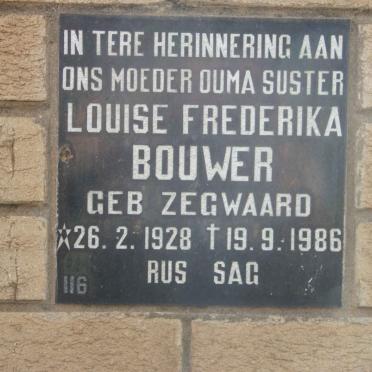 IN TERE HERINNERING AAN
ONS MOEDER OUMA SUSTER
LOUISE FREDERIKA
BOUWER
GEB ZEGWAARD
☆26.2.1928 †19.9.1986
RUS SAG
116